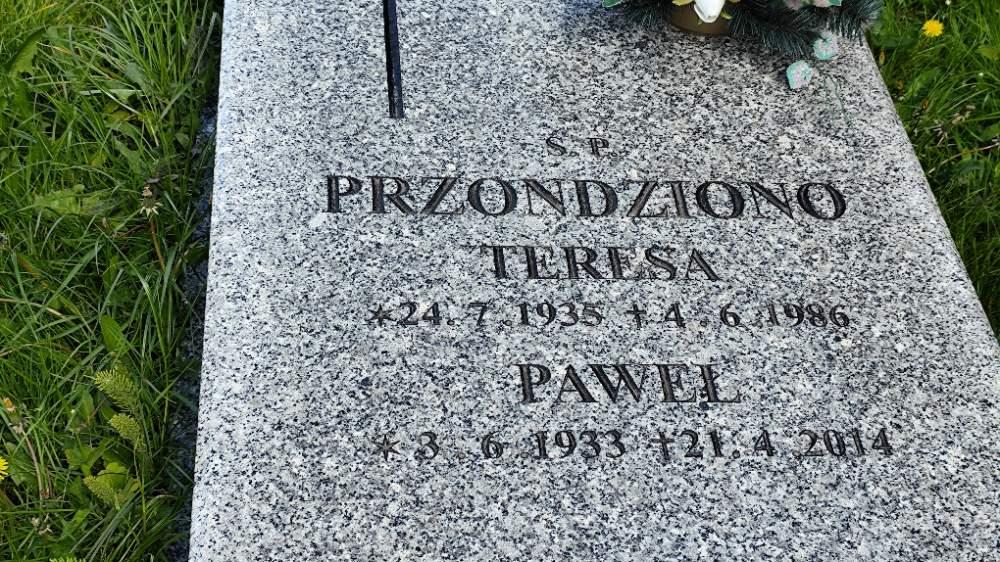 S.P.
PRZONDZIONO
TERESA
*24.7.1935 †4.6.1986
PAWEŁ
*3.6.1933 †21.4.2014